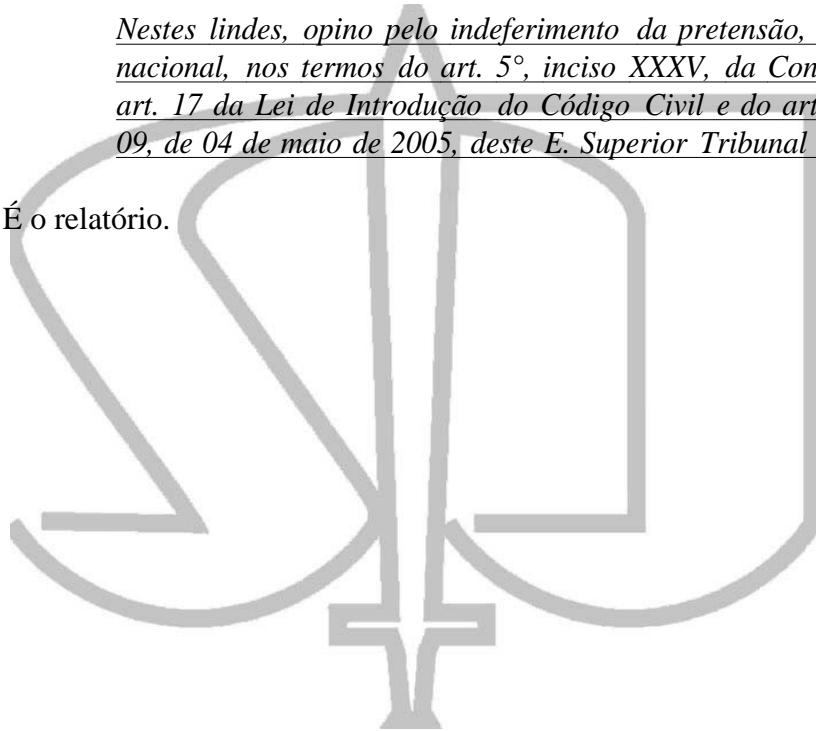 Nestes lindes, opino pelo indeferimento da pretensão,
nacional, nos termos do art. 5°, inciso XXXV, da Con
art. 17 da Lei de Introdução do Código Civil e do art
09, de 04 de maio de 2005, deste E. Superior Tribunal
É o relatório.